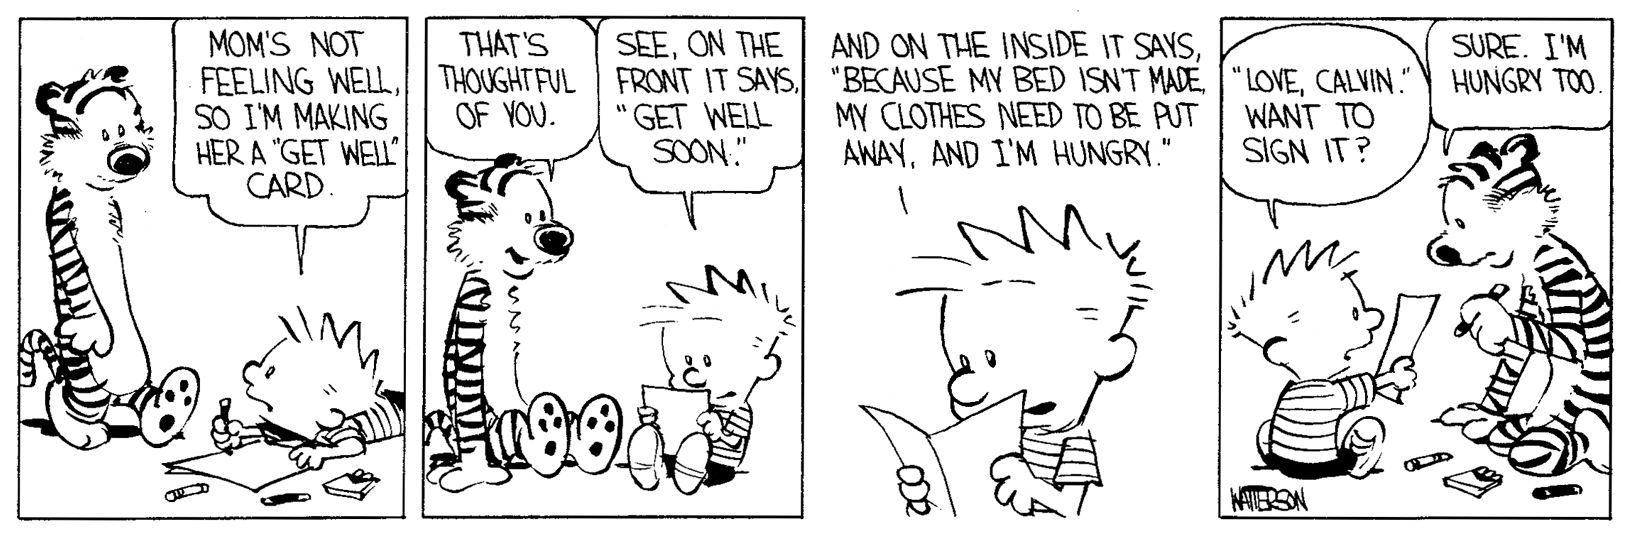 MOM'S NOT
FEELING WELL,
SO I'M MAKING
HER A "GET WELL"
CARD.
THAT'S
THOUGHTFUL
OF YOU.
SEE, ON THE
FRONT IT SAYS,
"GET WELL
SOON."
AND ON THE INSIDE IT SAYS,
"BECAUSE MY BED ISN'T MADE,
MY CLOTHES NEED TO BE PUT
AWAY, AND I'M HUNGRY."
"LOVE, CALVIN."
WANT TO
SIGN IT?
SURE. I'M
HUNGRY TOO.
WATTERSON